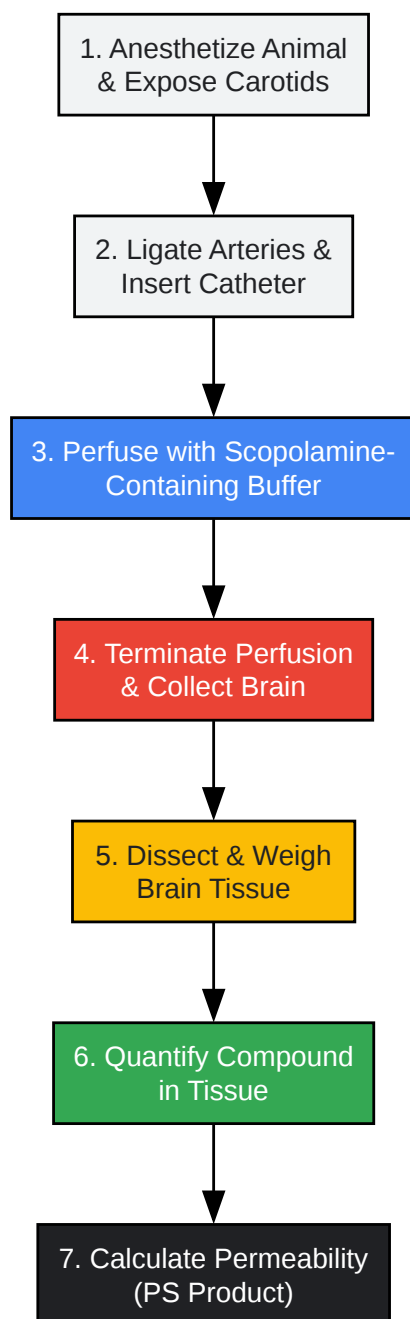 1. Anesthetize Animal
& Expose Carotids
2. Ligate Arteries &
Insert Catheter
3. Perfuse with Scopolamine-
Containing Buffer
4. Terminate Perfusion
& Collect Brain
5. Dissect & Weigh
Brain Tissue
6. Quantify Compound
in Tissue
7. Calculate Permeability
(PS Product)